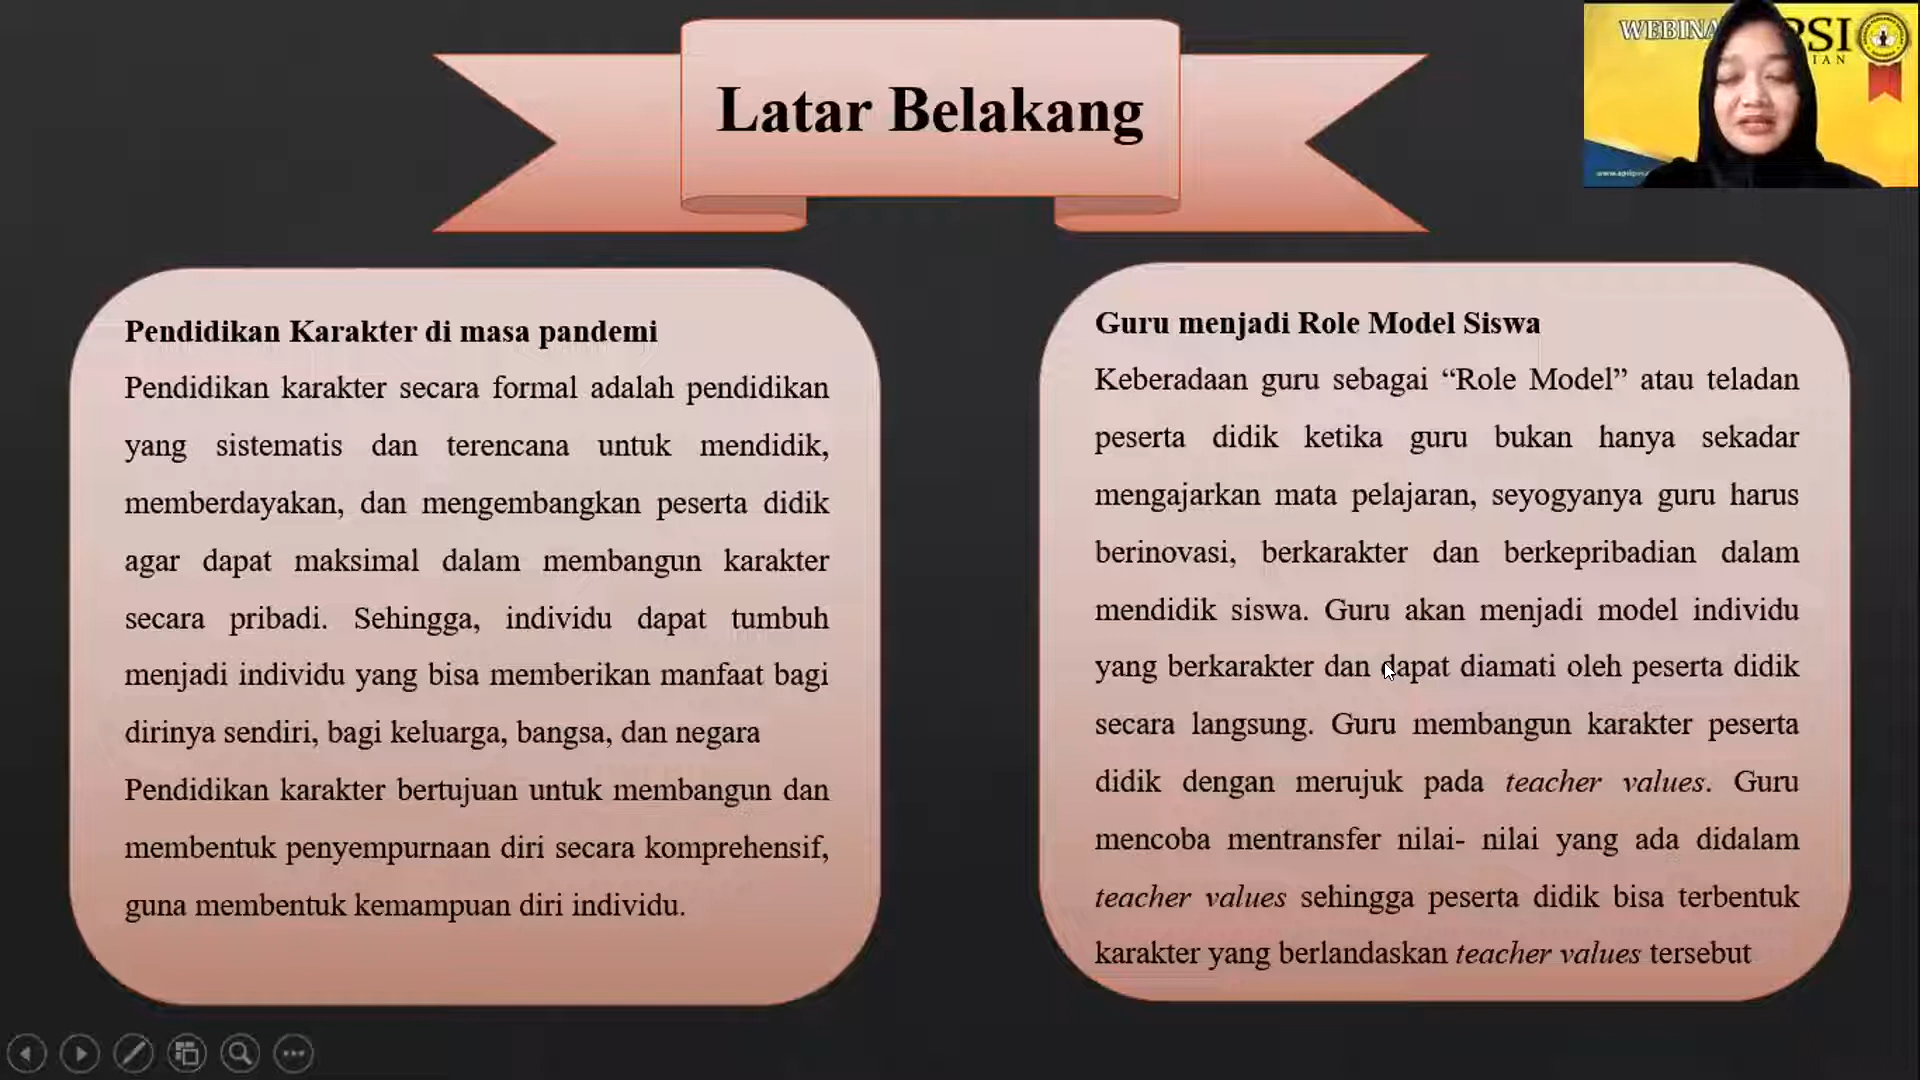 Latar Belakang
WEBINA
PSI
IAN
Pendidikan Karakter di masa pandemi
Pendidikan karakter secara formal adalah pendidikan
yang sistematis dan terencana untuk mendidik,
memberdayakan, dan mengembangkan peserta didik
agar dapat maksimal dalam membangun karakter
secara pribadi. Sehingga, individu dapat tumbuh
menjadi individu yang bisa memberikan manfaat bagi
dirinya sendiri, bagi keluarga, bangsa, dan negara
Pendidikan karakter bertujuan untuk membangun dan
membentuk penyempurnaan diri secara komprehensif,
guna membentuk kemampuan diri individu.
Guru menjadi Role Model Siswa
Keberadaan guru sebagai “Role Model” atau teladan
peserta didik ketika guru bukan hanya sekadar
mengajarkan mata pelajaran, seyogyanya guru harus
berinovasi, berkarakter dan berkepribadian dalam
mendidik siswa. Guru akan menjadi model individu
yang berkarakter dan dapat diamati oleh peserta didik
secara langsung. Guru membangun karakter peserta
didik dengan merujuk pada teacher values. Guru
mencoba mentransfer nilai- nilai yang ada didalam
teacher values sehingga peserta didik bisa terbentuk
karakter yang berlandaskan teacher values tersebut